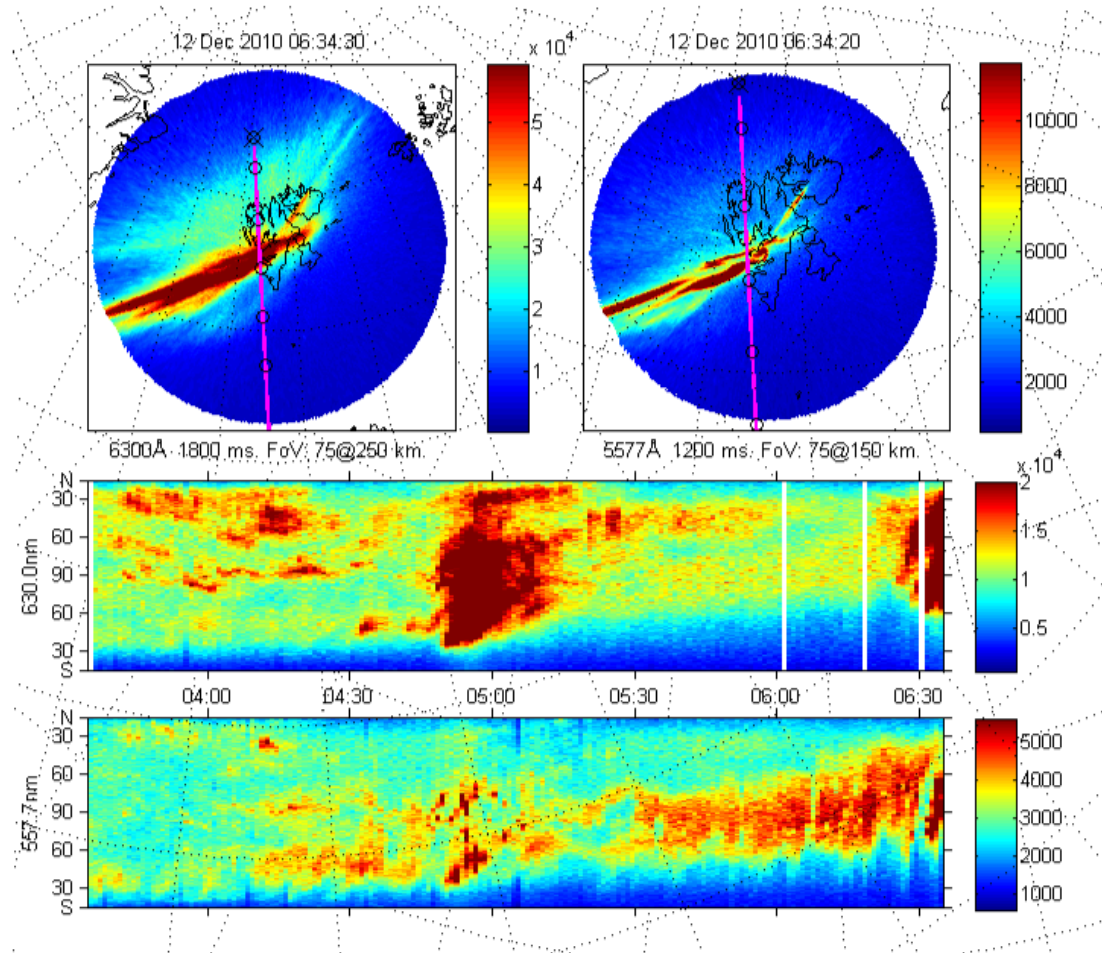 12 Dec 2010 06:34:30
12 Dec 2010 06:34:20
x 10^4
5
4
3
2
1
10000
8000
6000
4000
2000
6300Å 1800 ms. FoV: 75@250 km.
5577Å 1200 ms. FoV: 75@150 km.
630.0nm
N
30
60
90
60
30
S
x 10^4
2
1.5
1
0.5
04:00
04:30
05:00
05:30
06:00
06:30
557.7nm
N
30
60
90
60
30
S
5000
4000
3000
2000
1000